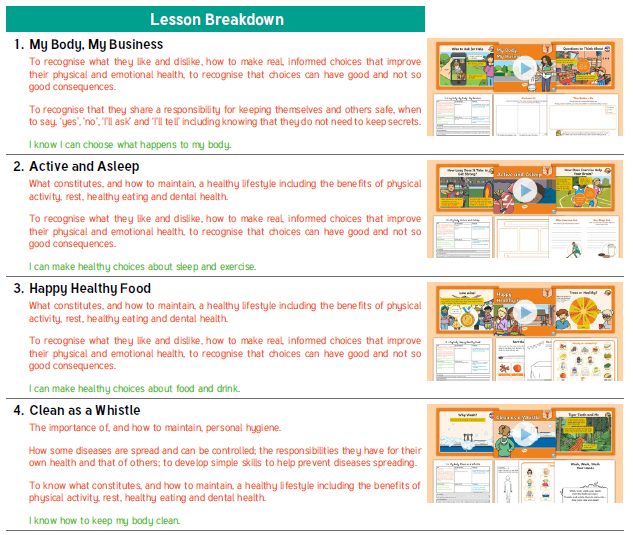 Lesson Breakdown
1. My Body, My Business
To recognise what they like and dislike, how to make real, informed choices that improve
their physical and emotional health, to recognise that choices can have good and not so
good consequences.
To recognise that they share a responsibility for keeping themselves and others safe, when
to say, 'yes', 'no', 'I'll ask' and 'I'll tell' including knowing that they do not need to keep secrets.
I know I can choose what happens to my body.
2. Active and Asleep
What constitutes, and how to maintain, a healthy lifestyle including the benefits of physical
activity, rest, healthy eating and dental health.
To recognise what they like and dislike, how to make real, informed choices that improve
their physical and emotional health, to recognise that choices can have good and not so
good consequences.
I can make healthy choices about sleep and exercise.
Active and Asleep
3. Happy Healthy Food
What constitutes, and how to maintain, a healthy lifestyle including the benefits of physical
activity, rest, healthy eating and dental health.
To recognise what they like and dislike, how to make real, informed choices that improve
their physical and emotional health, to recognise that choices can have good and not so
good consequences.
I can make healthy choices about food and drink.
4. Clean as a Whistle
The importance of, and how to maintain, personal hygiene.
How some diseases are spread and can be controlled; the responsibilities they have for their
own health and that of others; to develop simple skills to help prevent diseases spreading.
To know what constitutes, and how to maintain, a healthy lifestyle including the benefits of
physical activity, rest, healthy eating and dental health.
I know how to keep my body clean.
Why Wash?
Clean as a Whistle
Tiger Teeth and Me